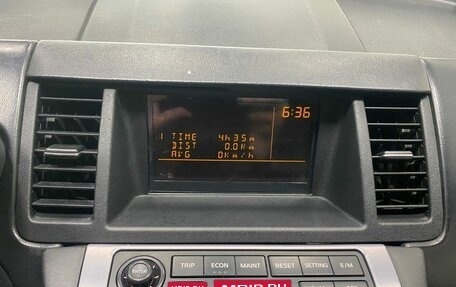 6:36
1 TIME 4h35m
DIST 0.0Km
AVG 0Km/h
TRIP ECON MAINT RESET SETTING E/M
ENTER